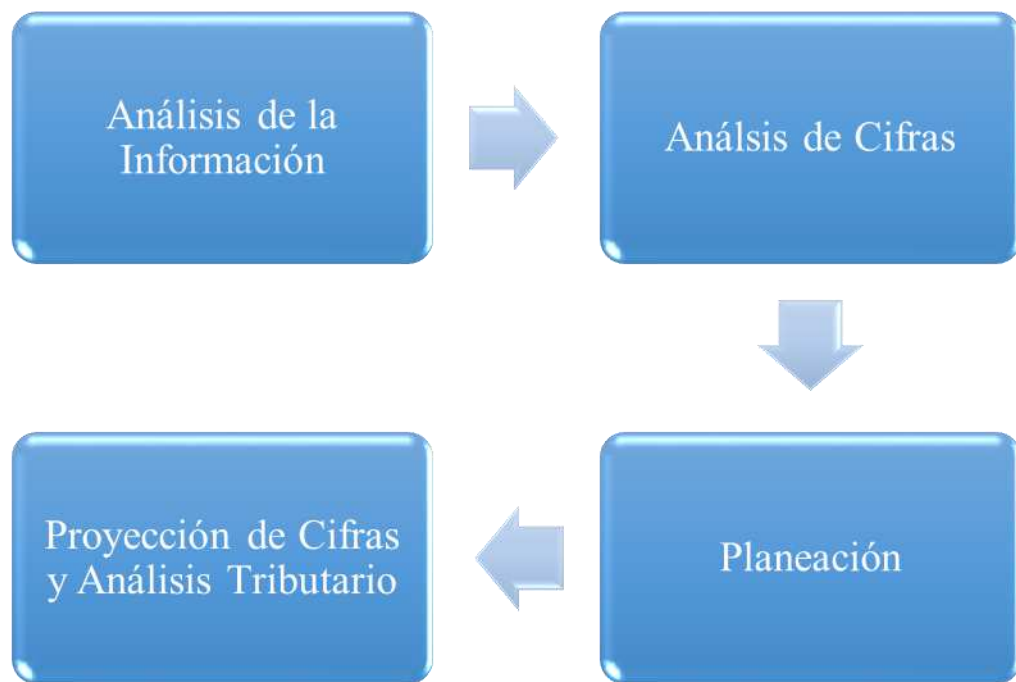 Análisis de la
Información
Análsis de Cifras
Planeación
Proyección de Cifras
y Análisis Tributario